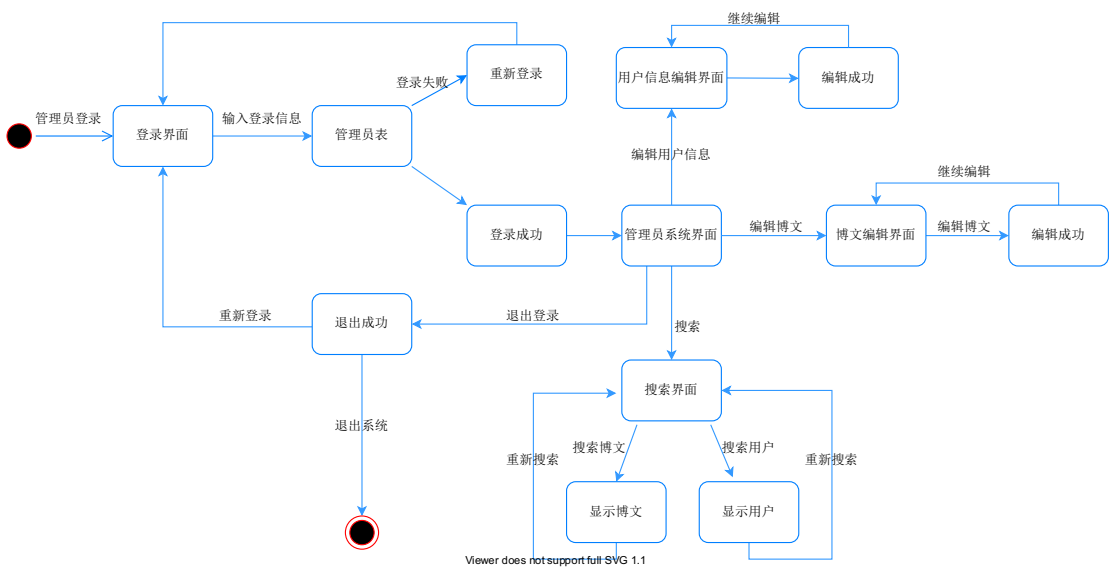 继续编辑
重新登录
用户信息编辑界面
编辑成功
登录失败
管理员登录
输入登录信息
登录界面
管理员表
编辑用户信息
继续编辑
登录成功
管理员系统界面
编辑博文
博文编辑界面
编辑博文
编辑成功
重新登录
退出成功
退出登录
搜索
搜索界面
退出系统
搜索博文
搜索用户
重新搜索
重新搜索
显示博文
显示用户
Viewer does not support full SVG 1.1